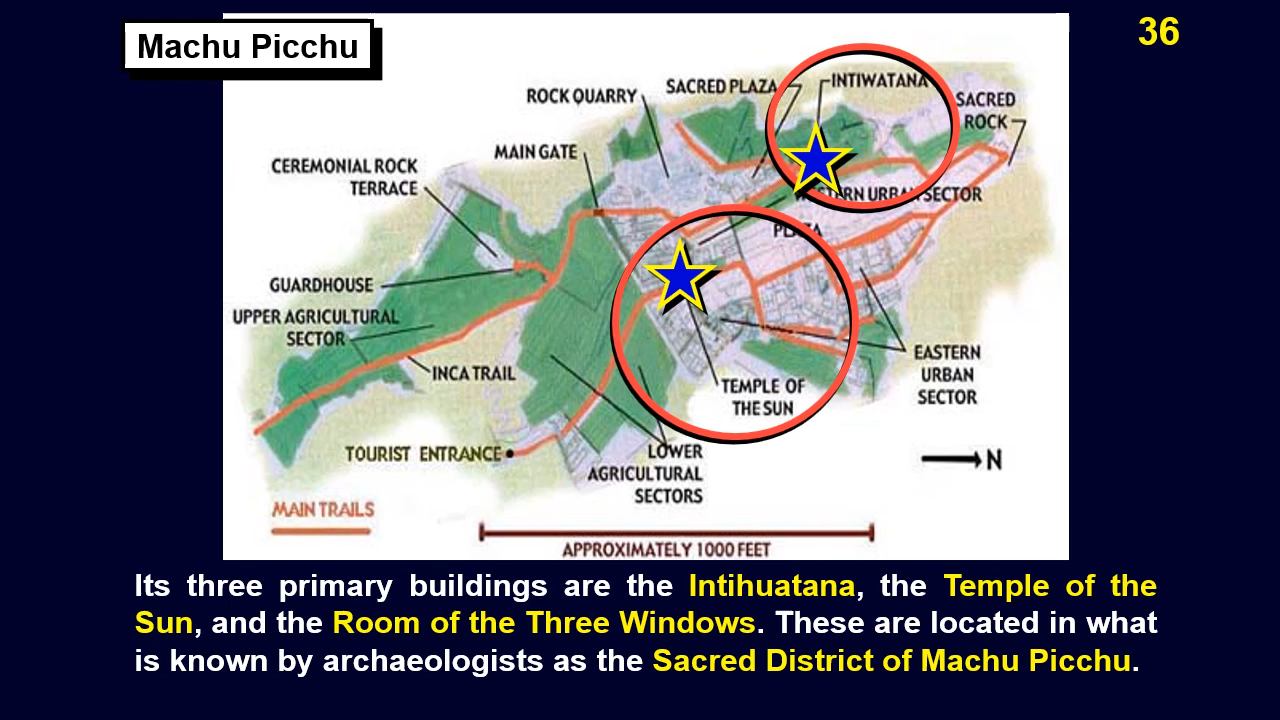 Machu Picchu
36
SACRED PLAZA
INTIWATANA
ROCK QUARRY
SACRED
ROCK
MAIN GATE
CEREMONIAL ROCK
TERRACE
WESTERN URBAN SECTOR
PLAZA
GUARDHOUSE
UPPER AGRICULTURAL
SECTOR
INCA TRAIL
EASTERN
URBAN
SECTOR
TEMPLE OF
THE SUN
TOURIST ENTRANCE
LOWER
AGRICULTURAL
SECTORS
N
MAIN TRAILS
APPROXIMATELY 1000 FEET
Its three primary buildings are the Intihuatana, the Temple of the
Sun, and the Room of the Three Windows. These are located in what
is known by archaeologists as the Sacred District of Machu Picchu.